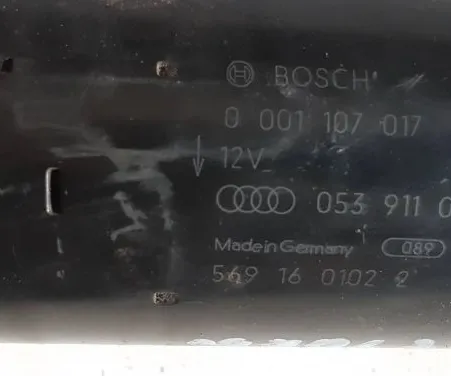 BOSCH
0 001 107 017
12V
053 911 0
Made in Germany 089
569 16 0102 2